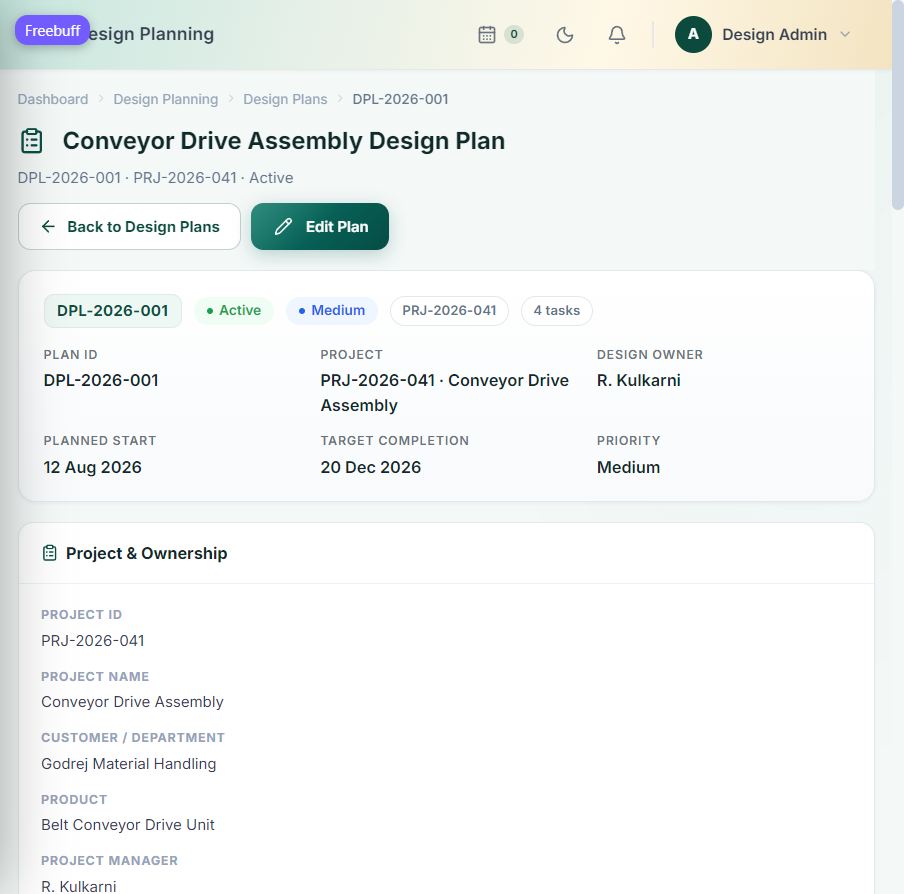 Freebuff
esign Planning
0
A
Design Admin
Dashboard
Design Planning
Design Plans
DPL-2026-001
Conveyor Drive Assembly Design Plan
DPL-2026-001 · PRJ-2026-041 · Active
Back to Design Plans
Edit Plan
DPL-2026-001
Active
Medium
PRJ-2026-041
4 tasks
PLAN ID
PROJECT
DESIGN OWNER
DPL-2026-001
PRJ-2026-041 · Conveyor Drive
Assembly
R. Kulkarni
PLANNED START
TARGET COMPLETION
PRIORITY
12 Aug 2026
20 Dec 2026
Medium
Project & Ownership
PROJECT ID
PRJ-2026-041
PROJECT NAME
Conveyor Drive Assembly
CUSTOMER / DEPARTMENT
Godrej Material Handling
PRODUCT
Belt Conveyor Drive Unit
PROJECT MANAGER
R. Kulkarni